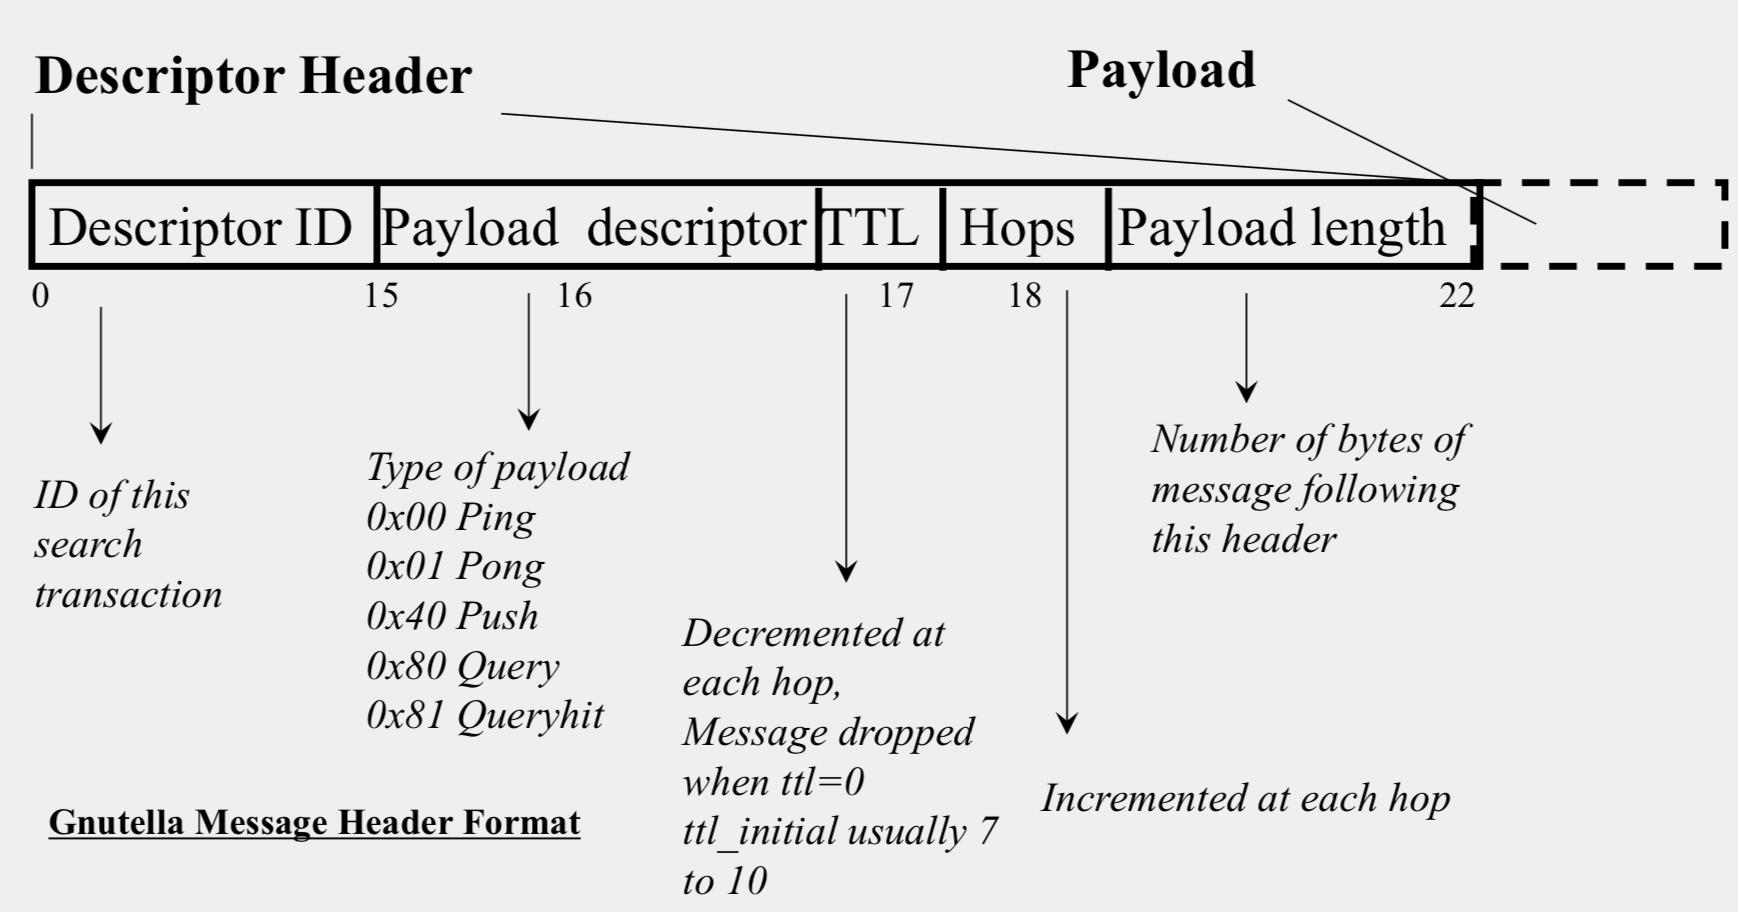 Descriptor Header
Payload
Descriptor ID Payload descriptor TTL Hops Payload length
0 15 16 17 18 22
ID of this
search
transaction
Type of payload
0x00 Ping
0x01 Pong
0x40 Push
0x80 Query
0x81 Queryhit
Decremented at
each hop,
Message dropped
when ttl=0
ttl_initial usually 7
to 10
Incremented at each hop
Number of bytes of
message following
this header
Gnutella Message Header Format